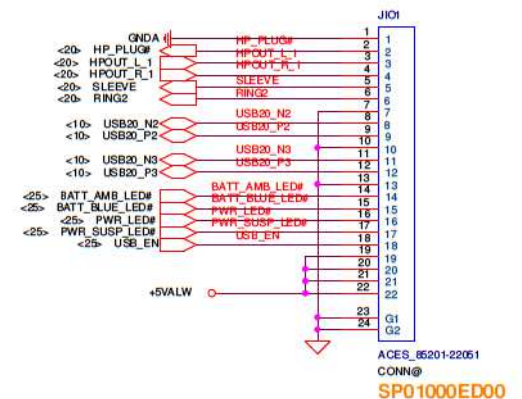 JIO1
GNDA 1 1
<20> HP_PLUG# HP_PLUG# 2 2
<20> HPOUT_L_1 HPOUT_L_1 3 3
<20> HPOUT_R_1 HPOUT_R_1 4 4
<20> SLEEVE SLEEVE 5 5
<20> RING2 RING2 6 6
7 7
<10> USB20_N2 USB20_N2 8 8
<10> USB20_P2 USB20_P2 9 9
10 10
<10> USB20_N3 USB20_N3 11 11
<10> USB20_P3 USB20_P3 12 12
13 13
<25> BATT_AMB_LED# BATT_AMB_LED# 14 14
<25> BATT_BLUE_LED# BATT_BLUE_LED# 15 15
<25> PWR_LED# PWR_LED# 16 16
<25> PWR_SUSP_LED# PWR_SUSP_LED# 17 17
<25> USB_EN USB_EN 18 18
19 19
20 20
21 21
+5VALW 22 22
23 G1
24 G2
ACES_85201-22051
CONN@
SP01000ED00